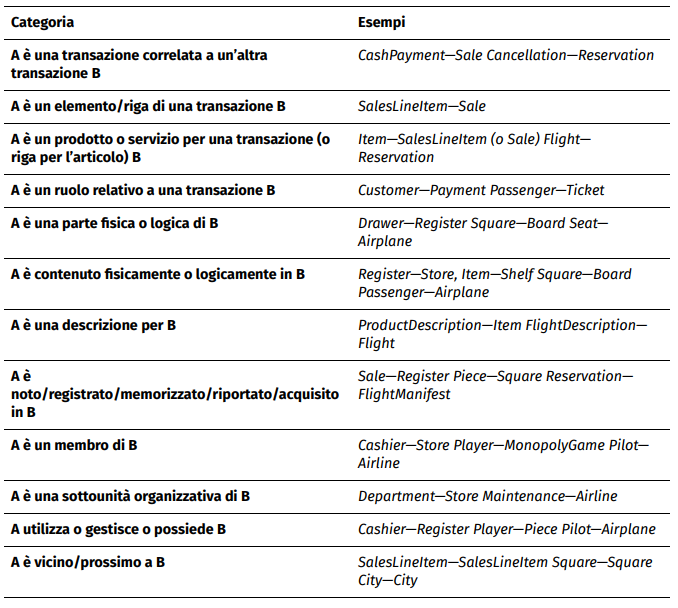 Categoria Esempi
A è una transazione correlata a un’altra CashPayment—Sale Cancellation—Reservation
transazione B
A è un elemento/riga di una transazione B SalesLineItem—Sale
A è un prodotto o servizio per una transazione (o Item—SalesLineItem (o Sale) Flight—
riga per l’articolo) B Reservation
A è un ruolo relativo a una transazione B Customer—Payment Passenger—Ticket
A è una parte fisica o logica di B Drawer—Register Square—Board Seat—
Airplane
A è contenuto fisicamente o logicamente in B Register—Store, Item—Shelf Square—Board
Passenger—Airplane
A è una descrizione per B ProductDescription—Item FlightDescription—
Flight
A è Sale—Register Piece—Square Reservation—
noto/registrato/memorizzato/riportato/acquisito FlightManifest
in B
A è un membro di B Cashier—Store Player—MonopolyGame Pilot—
Airline
A è una sottounità organizzativa di B Department—Store Maintenance—Airline
A utilizza o gestisce o possiede B Cashier—Register Player—Piece Pilot—Airplane
A è vicino/prossimo a B SalesLineItem—SalesLineItem Square—Square
City—City